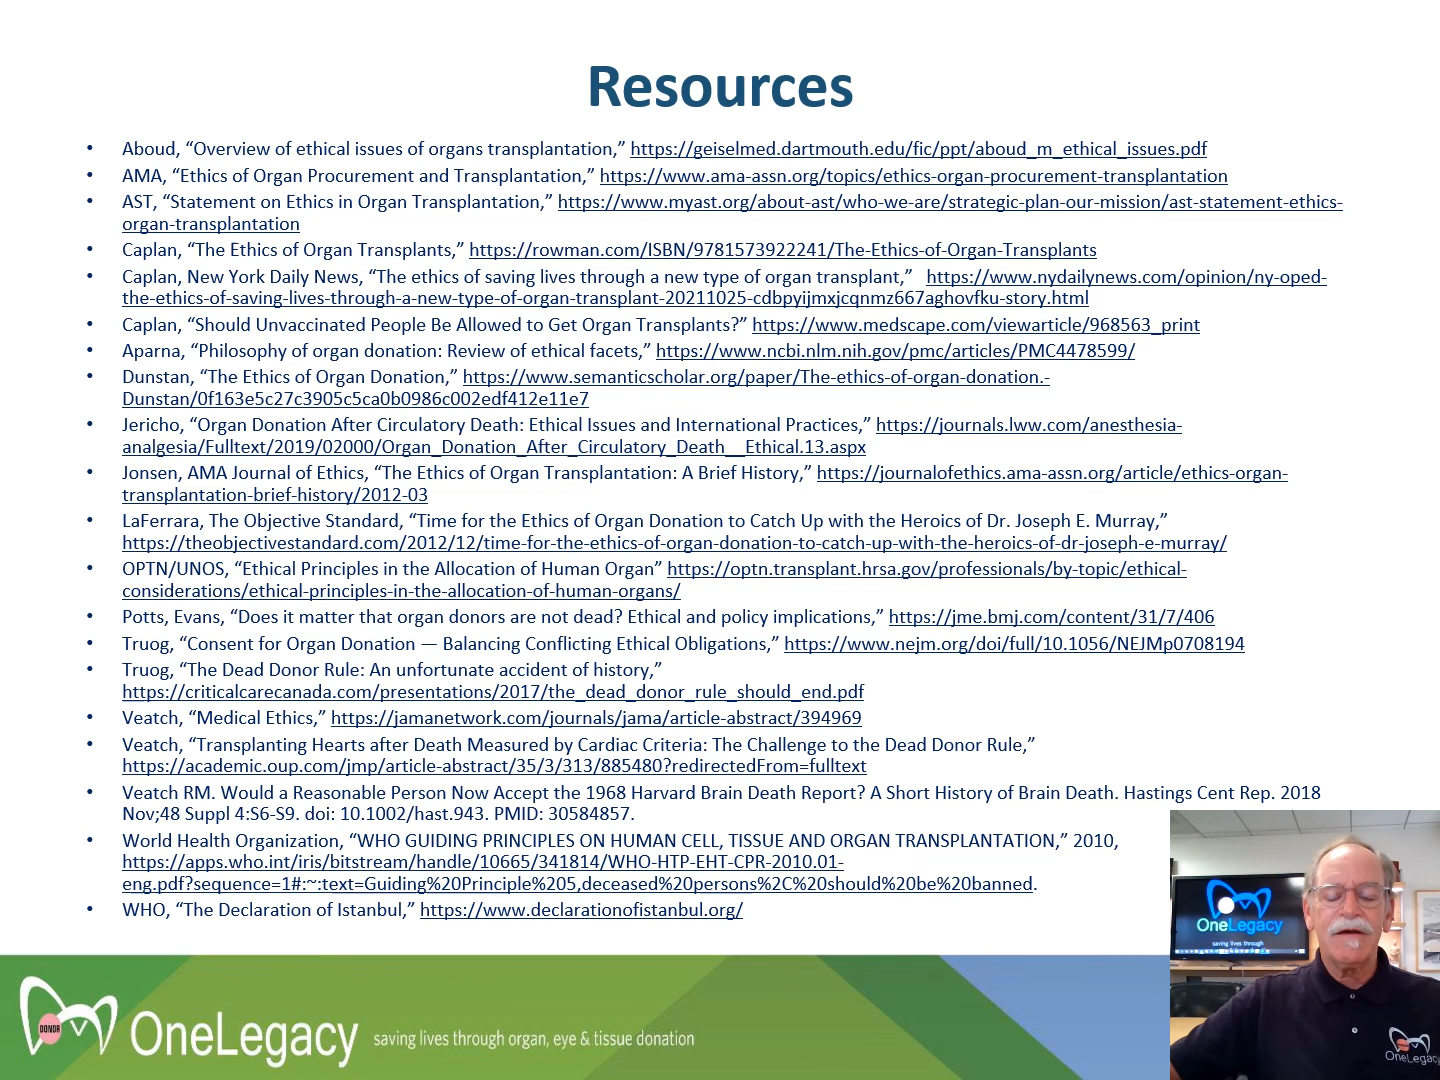 Resources
• Aboud, “Overview of ethical issues of organs transplantation,” https://geiselmed.dartmouth.edu/fic/ppt/aboud_m_ethical_issues.pdf
• AMA, “Ethics of Organ Procurement and Transplantation,” https://www.ama-assn.org/topics/ethics-organ-procurement-transplantation
• AST, “Statement on Ethics in Organ Transplantation,” https://www.myast.org/about-ast/who-we-are/strategic-plan-our-mission/ast-statement-ethics-
organ-transplantation
• Caplan, “The Ethics of Organ Transplants,” https://rowman.com/ISBN/9781573922241/The-Ethics-of-Organ-Transplants
• Caplan, New York Daily News, “The ethics of saving lives through a new type of organ transplant,” https://www.nydailynews.com/opinion/ny-oped-
the-ethics-of-saving-lives-through-a-new-type-of-organ-transplant-20211025-cdbpyijmxjcqnmz667aghovfku-story.html
• Caplan, “Should Unvaccinated People Be Allowed to Get Organ Transplants?” https://www.medscape.com/viewarticle/968563_print
• Aparna, “Philosophy of organ donation: Review of ethical facets,” https://www.ncbi.nlm.nih.gov/pmc/articles/PMC4478599/
• Dunstan, “The Ethics of Organ Donation,” https://www.semanticscholar.org/paper/The-ethics-of-organ-donation.-
Dunstan/0f163e5c27c3905c5ca0b0986c002edf412e11e7
• Jericho, “Organ Donation After Circulatory Death: Ethical Issues and International Practices,” https://journals.lww.com/anesthesia-
analgesia/Fulltext/2019/02000/Organ_Donation_After_Circulatory_Death__Ethical.13.aspx
• Jonsen, AMA Journal of Ethics, “The Ethics of Organ Transplantation: A Brief History,” https://journalofethics.ama-assn.org/article/ethics-organ-
transplantation-brief-history/2012-03
• LaFerrara, The Objective Standard, “Time for the Ethics of Organ Donation to Catch Up with the Heroics of Dr. Joseph E. Murray,”
https://theobjectivestandard.com/2012/12/time-for-the-ethics-of-organ-donation-to-catch-up-with-the-heroics-of-dr-joseph-e-murray/
• OPTN/UNOS, “Ethical Principles in the Allocation of Human Organ” https://optn.transplant.hrsa.gov/professionals/by-topic/ethical-
considerations/ethical-principles-in-the-allocation-of-human-organs/
• Potts, Evans, “Does it matter that organ donors are not dead? Ethical and policy implications,” https://jme.bmj.com/content/31/7/406
• Truog, “Consent for Organ Donation — Balancing Conflicting Ethical Obligations,” https://www.nejm.org/doi/full/10.1056/NEJMp0708194
• Truog, “The Dead Donor Rule: An unfortunate accident of history,”
https://criticalcarecanada.com/presentations/2017/the_dead_donor_rule_should_end.pdf
• Veatch, “Medical Ethics,” https://jamanetwork.com/journals/jama/article-abstract/394969
• Veatch, “Transplanting Hearts after Death Measured by Cardiac Criteria: The Challenge to the Dead Donor Rule,”
https://academic.oup.com/jmp/article-abstract/35/3/313/885480?redirectedFrom=fulltext
• Veatch RM. Would a Reasonable Person Now Accept the 1968 Harvard Brain Death Report? A Short History of Brain Death. Hastings Cent Rep. 2018
Nov;48 Suppl 4:S6-S9. doi: 10.1002/hast.943. PMID: 30584857.
• World Health Organization, “WHO GUIDING PRINCIPLES ON HUMAN CELL, TISSUE AND ORGAN TRANSPLANTATION,” 2010,
https://apps.who.int/iris/bitstream/handle/10665/341814/WHO-HTP-EHT-CPR-2010.01-
eng.pdf?sequence=1#:~:text=Guiding%20Principle%205,deceased%20persons%2C%20should%20be%20banned.
• WHO, “The Declaration of Istanbul,” https://www.declarationofistanbul.org/
DONOR
OneLegacy saving lives through organ, eye & tissue donation
OneLegacy
saving lives through
OneLegacy